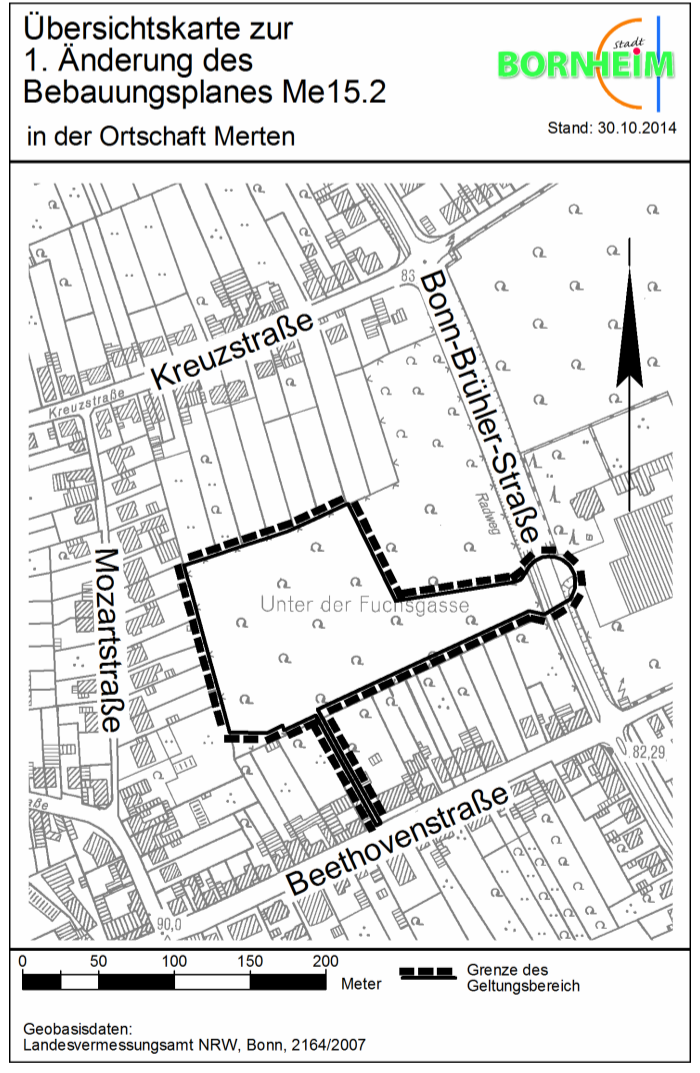 Übersichtskarte zur
1. Änderung des
Bebauungsplanes Me15.2
in der Ortschaft Merten
stadt
BORNHEiM
Stand: 30.10.2014
83
Bonn-Brühler-Straße
Kreuzstraße
Kreuzstraße
Radweg
Mozartstraße
Unter der Fuchsgasse
82,29
Beethovenstraße
aße
90,0
0 50 100 150 200
Meter
Grenze des
Geltungsbereich
Geobasisdaten:
Landesvermessungsamt NRW, Bonn, 2164/2007